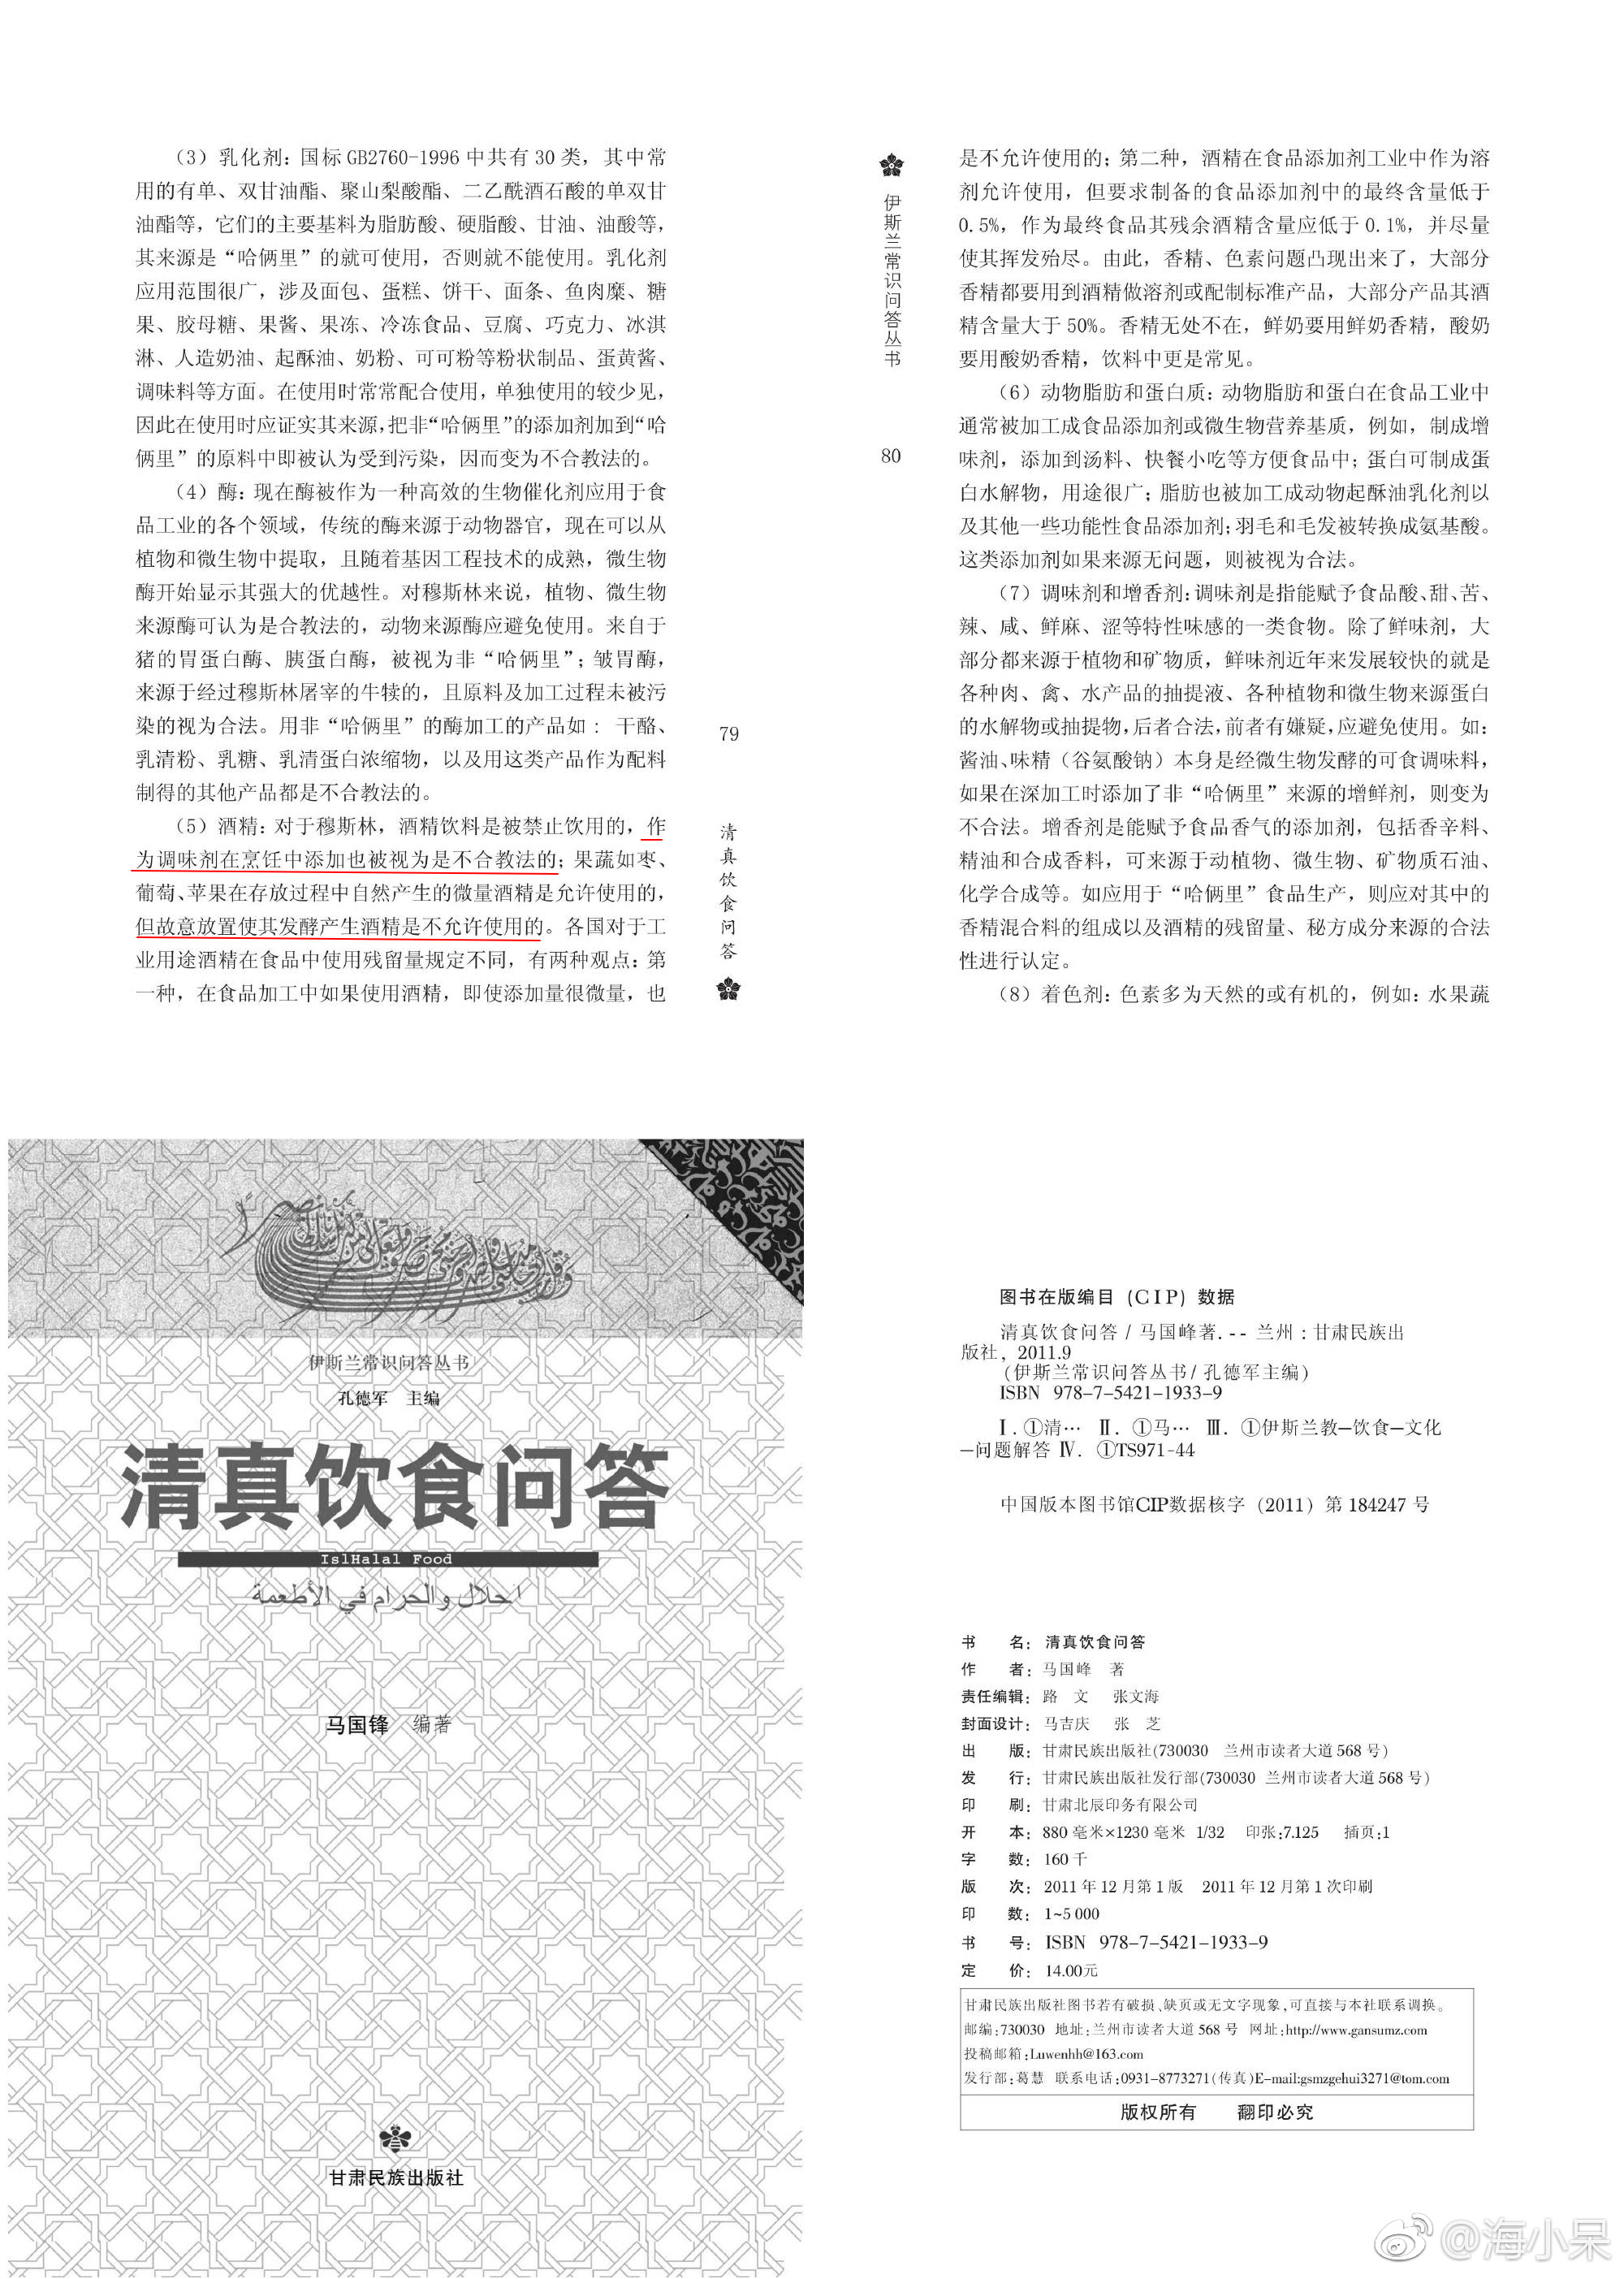 （3）乳化剂：国标 GB2760-1996 中共有 30 类，其中常
用的有单、双甘油酯、聚山梨酸酯、二乙酰酒石酸的单双甘
油酯等，它们的主要基料为脂肪酸、硬脂酸、甘油、油酸等，
其来源是“哈俩里”的就可使用，否则就不能使用。乳化剂
应用范围很广，涉及面包、蛋糕、饼干、面条、鱼肉糜、糖
果、胶母糖、果酱、果冻、冷冻食品、豆腐、巧克力、冰淇
淋、人造奶油、起酥油、奶粉、可可粉等粉状制品、蛋黄酱、
调味料等方面。在使用时常常配合使用，单独使用的较少见，
因此在使用时应证实其来源，把非“哈俩里”的添加剂加到“哈
俩里”的原料中即被认为受到污染，因而变为不合教法的。
（4）酶：现在酶被作为一种高效的生物催化剂应用于食
品工业的各个领域，传统的酶来源于动物器官，现在可以从
植物和微生物中提取，且随着基因工程技术的成熟，微生物
酶开始显示其强大的优越性。对穆斯林来说，植物、微生物
来源酶可认为是合教法的，动物来源酶应避免使用。来自于
猪的胃蛋白酶、胰蛋白酶，被视为非“哈俩里”；皱胃酶，
来源于经过穆斯林屠宰的牛犊的，且原料及加工过程未被污
染的视为合法。用非“哈俩里”的酶加工的产品如： 干酪、
乳清粉、乳糖、乳清蛋白浓缩物，以及用这类产品作为配料
制得的其他产品都是不合教法的。
（5）酒精：对于穆斯林，酒精饮料是被禁止饮用的，作
为调味剂在烹饪中添加也被视为是不合教法的；果蔬如枣、
葡萄、苹果在存放过程中自然产生的微量酒精是允许使用的，
但故意放置使其发酵产生酒精是不允许使用的。各国对于工
业用途酒精在食品中使用残留量规定不同，有两种观点：第
一种，在食品加工中如果使用酒精，即使添加量很微量，也
79
清真饮食问答
伊斯兰常识问答丛书
80
是不允许使用的；第二种，酒精在食品添加剂工业中作为溶
剂允许使用，但要求制备的食品添加剂中的最终含量低于
0.5%，作为最终食品其残余酒精含量应低于 0.1%，并尽量
使其挥发殆尽。由此，香精、色素问题凸现出来了，大部分
香精都要用到酒精做溶剂或配制标准产品，大部分产品其酒
精含量大于 50%。香精无处不在，鲜奶要用鲜奶香精，酸奶
要用酸奶香精，饮料中更是常见。
（6）动物脂肪和蛋白质：动物脂肪和蛋白在食品工业中
通常被加工成食品添加剂或微生物营养基质，例如，制成增
味剂，添加到汤料、快餐小吃等方便食品中；蛋白可制成蛋
白水解物，用途很广；脂肪也被加工成动物起酥油乳化剂以
及其他一些功能性食品添加剂；羽毛和毛发被转换成氨基酸。
这类添加剂如果来源无问题，则被视为合法。
（7）调味剂和增香剂：调味剂是指能赋予食品酸、甜、苦、
辣、咸、鲜麻、涩等特性味感的一类食物。除了鲜味剂，大
部分都来源于植物和矿物质，鲜味剂近年来发展较快的就是
各种肉、禽、水产品的抽提液、各种植物和微生物来源蛋白
的水解物或抽提物，后者合法，前者有嫌疑，应避免使用。如：
酱油、味精（谷氨酸钠）本身是经微生物发酵的可食调味料，
如果在深加工时添加了非“哈俩里”来源的增鲜剂，则变为
不合法。增香剂是能赋予食品香气的添加剂，包括香辛料、
精油和合成香料，可来源于动植物、微生物、矿物质石油、
化学合成等。如应用于“哈俩里”食品生产，则应对其中的
香精混合料的组成以及酒精的残留量、秘方成分来源的合法
性进行认定。
（8）着色剂：色素多为天然的或有机的，例如：水果蔬
伊斯兰常识问答丛书
孔德军 主编
清真饮食问答
IslHalal Food
احلال والحرام في الأطعمة
马国锋 编著
甘肃民族出版社
图书在版编目（CIP）数据
清真饮食问答 / 马国峰著. -- 兰州：甘肃民族出
版社，2011.9
（伊斯兰常识问答丛书/ 孔德军主编）
ISBN 978-7-5421-1933-9
Ⅰ.①清… Ⅱ.①马… Ⅲ.①伊斯兰教—饮食—文化
—问题解答 Ⅳ. ①TS971-44
中国版本图书馆CIP数据核字（2011）第 184247 号
书 名：清真饮食问答
作 者：马国峰 著
责任编辑：路 文 张文海
封面设计：马吉庆 张 芝
出 版：甘肃民族出版社(730030 兰州市读者大道 568 号)
发 行：甘肃民族出版社发行部(730030 兰州市读者大道 568 号)
印 刷：甘肃北辰印务有限公司
开 本：880 毫米×1230 毫米 1/32 印张:7.125 插页:1
字 数：160 千
版 次：2011 年 12 月第 1 版 2011 年 12 月第 1 次印刷
印 数：1~5 000
书 号：ISBN 978-7-5421-1933-9
定 价：14.00元
甘肃民族出版社图书若有破损、缺页或无文字现象，可直接与本社联系调换。
邮编:730030 地址:兰州市读者大道 568 号 网址:http://www.gansumz.com
投稿邮箱:Luwenhh@163.com
发行部:葛慧 联系电话:0931-8773271(传真)E-mail:gsmzgehui3271@tom.com
版权所有 翻印必究
@海小呆